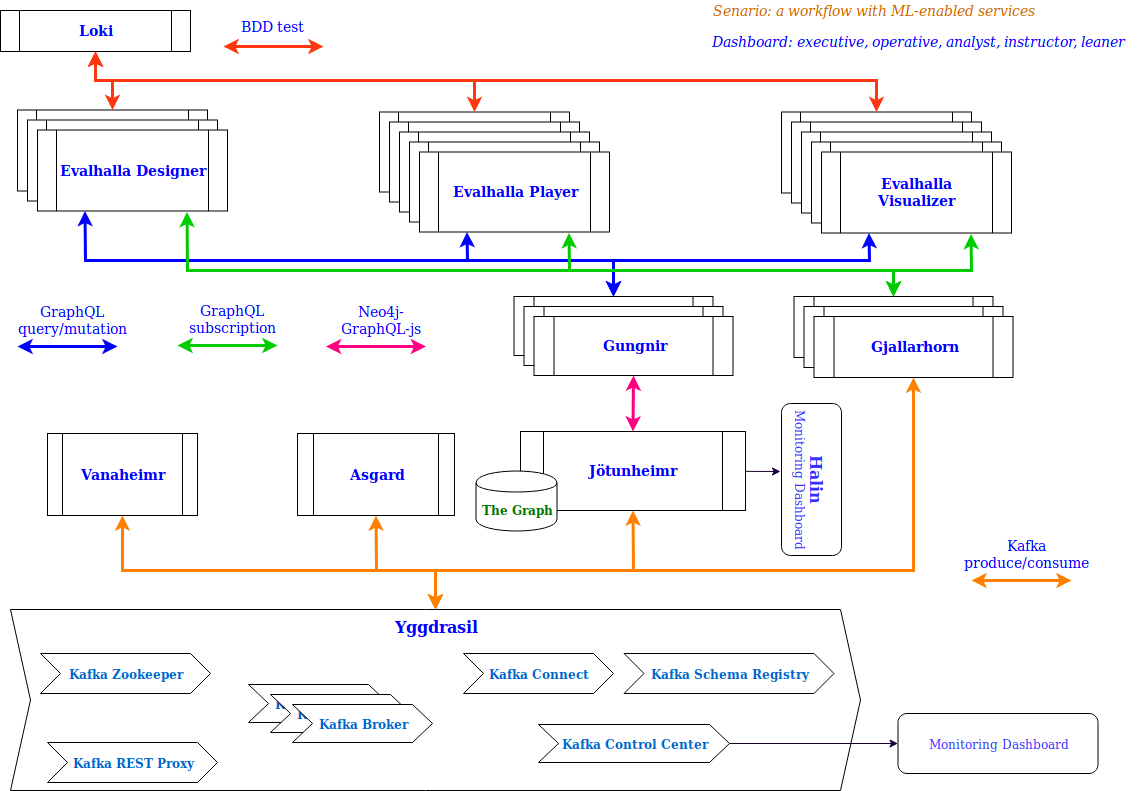 Loki
BDD test
Senario: a workflow with ML-enabled services
Dashboard: executive, operative, analyst, instructor, leaner
Evalhalla Designer
Evalhalla Player
Evalhalla
Visualizer
GraphQL
query/mutation
GraphQL
subscription
Neo4j-
GraphQL-js
Gungnir
Gjallarhorn
Vanaheimr
Asgard
Jötunheimr
The Graph
Halin
Monitoring Dashboard
Kafka
produce/consume
Yggdrasil
Kafka Zookeeper
Kafka Connect
Kafka Schema Registry
K
K
Kafka Broker
Kafka Control Center
Monitoring Dashboard
Kafka REST Proxy